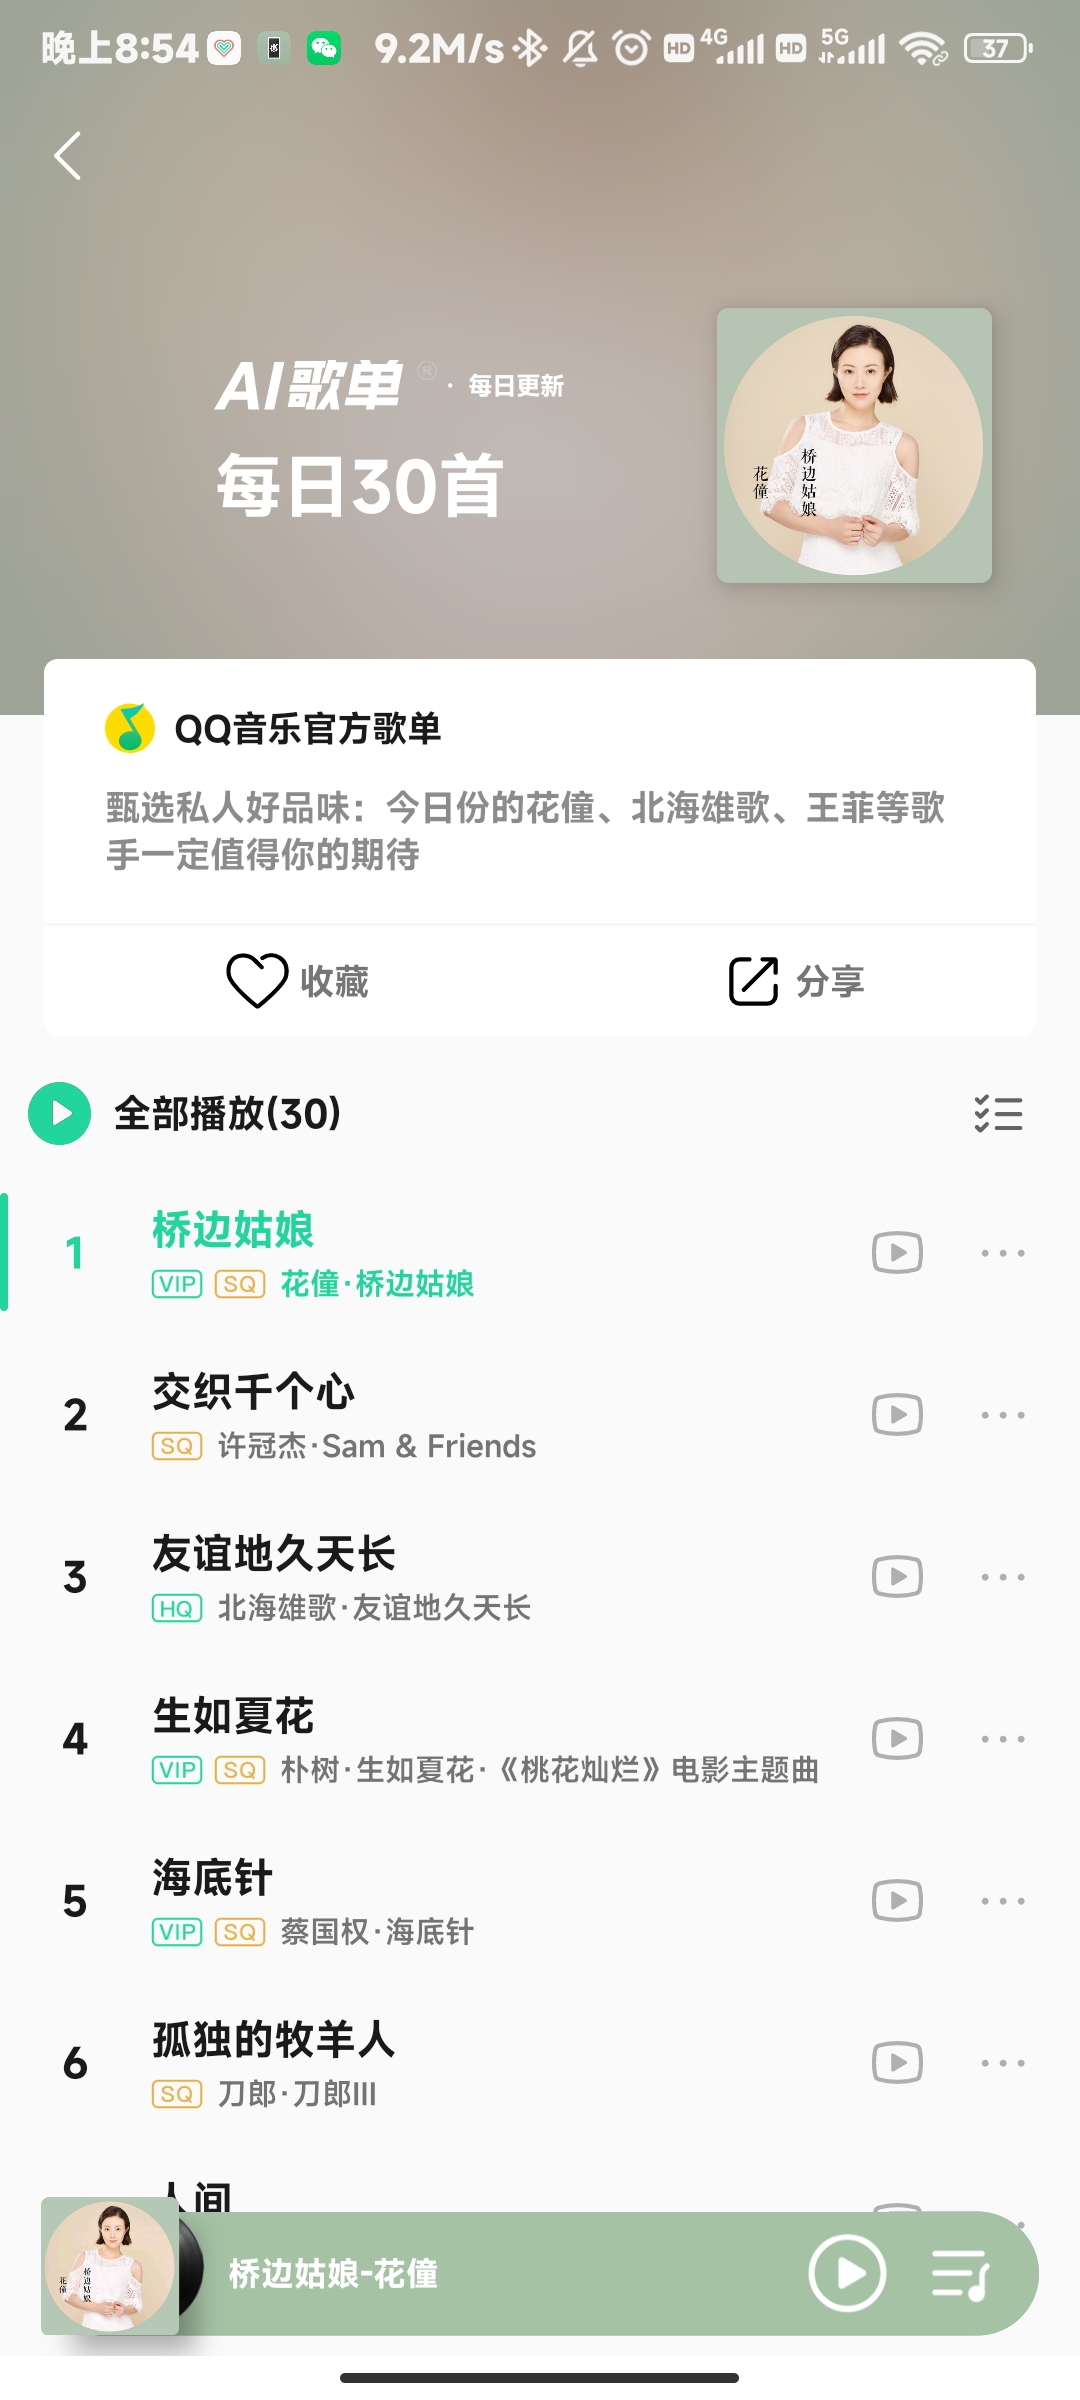 晚上8:54
9.2M/s
HD
4G
HD
5G
37
AI歌单® · 每日更新
每日30首
花僮
桥边姑娘
QQ音乐官方歌单
甄选私人好品味：今日份的花僮、北海雄歌、王菲等歌
手一定值得你的期待
收藏
分享
全部播放(30)
1
桥边姑娘
VIP SQ 花僮·桥边姑娘
2
交织千个心
SQ 许冠杰·Sam & Friends
3
友谊地久天长
HQ 北海雄歌·友谊地久天长
4
生如夏花
VIP SQ 朴树·生如夏花·《桃花灿烂》电影主题曲
5
海底针
VIP SQ 蔡国权·海底针
6
孤独的牧羊人
SQ 刀郎·刀郎III
人间
花僮
桥边姑娘
桥边姑娘-花僮